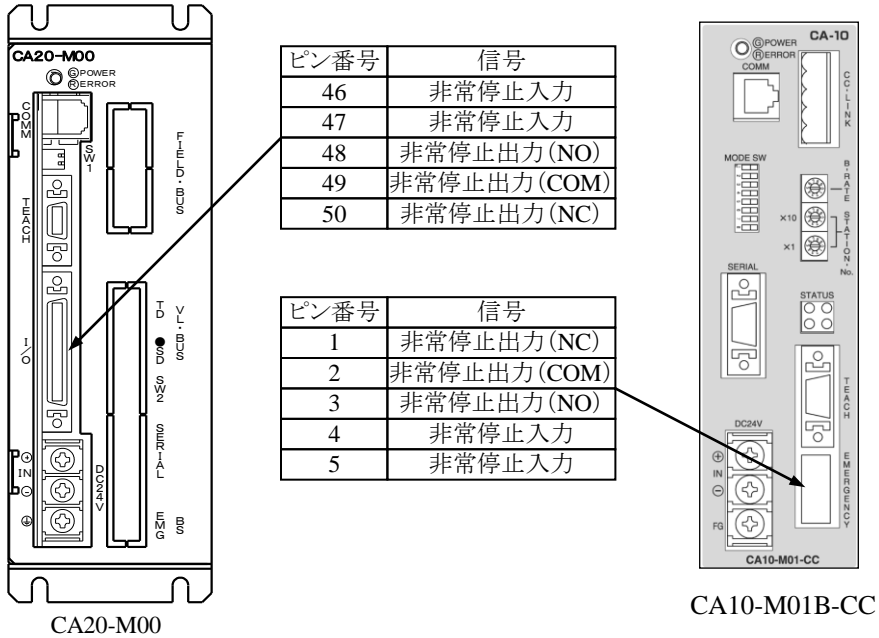 CA20-M00
ⒼPOWER
ⓇERROR
COMM
SW1
TEACH
I/O
⊕
IN
⊖
DC24V
FIELD・BUS
TD
●SD
SW2
VL・BUS
SERIAL
EMG
BS
CA20-M00
ピン番号 信号
46 非常停止入力
47 非常停止入力
48 非常停止出力(NO)
49 非常停止出力(COM)
50 非常停止出力(NC)
ピン番号 信号
1 非常停止出力(NC)
2 非常停止出力(COM)
3 非常停止出力(NO)
4 非常停止入力
5 非常停止入力
CA-10
ⒼPOWER
ⓇERROR
COMM
CC-LINK
MODE SW
B-RATE
×10
×1
STATION・No.
SERIAL
STATUS
TEACH
DC24V
⊕
IN
⊖
FG
EMERGENCY
CA10-M01-CC
CA10-M01B-CC